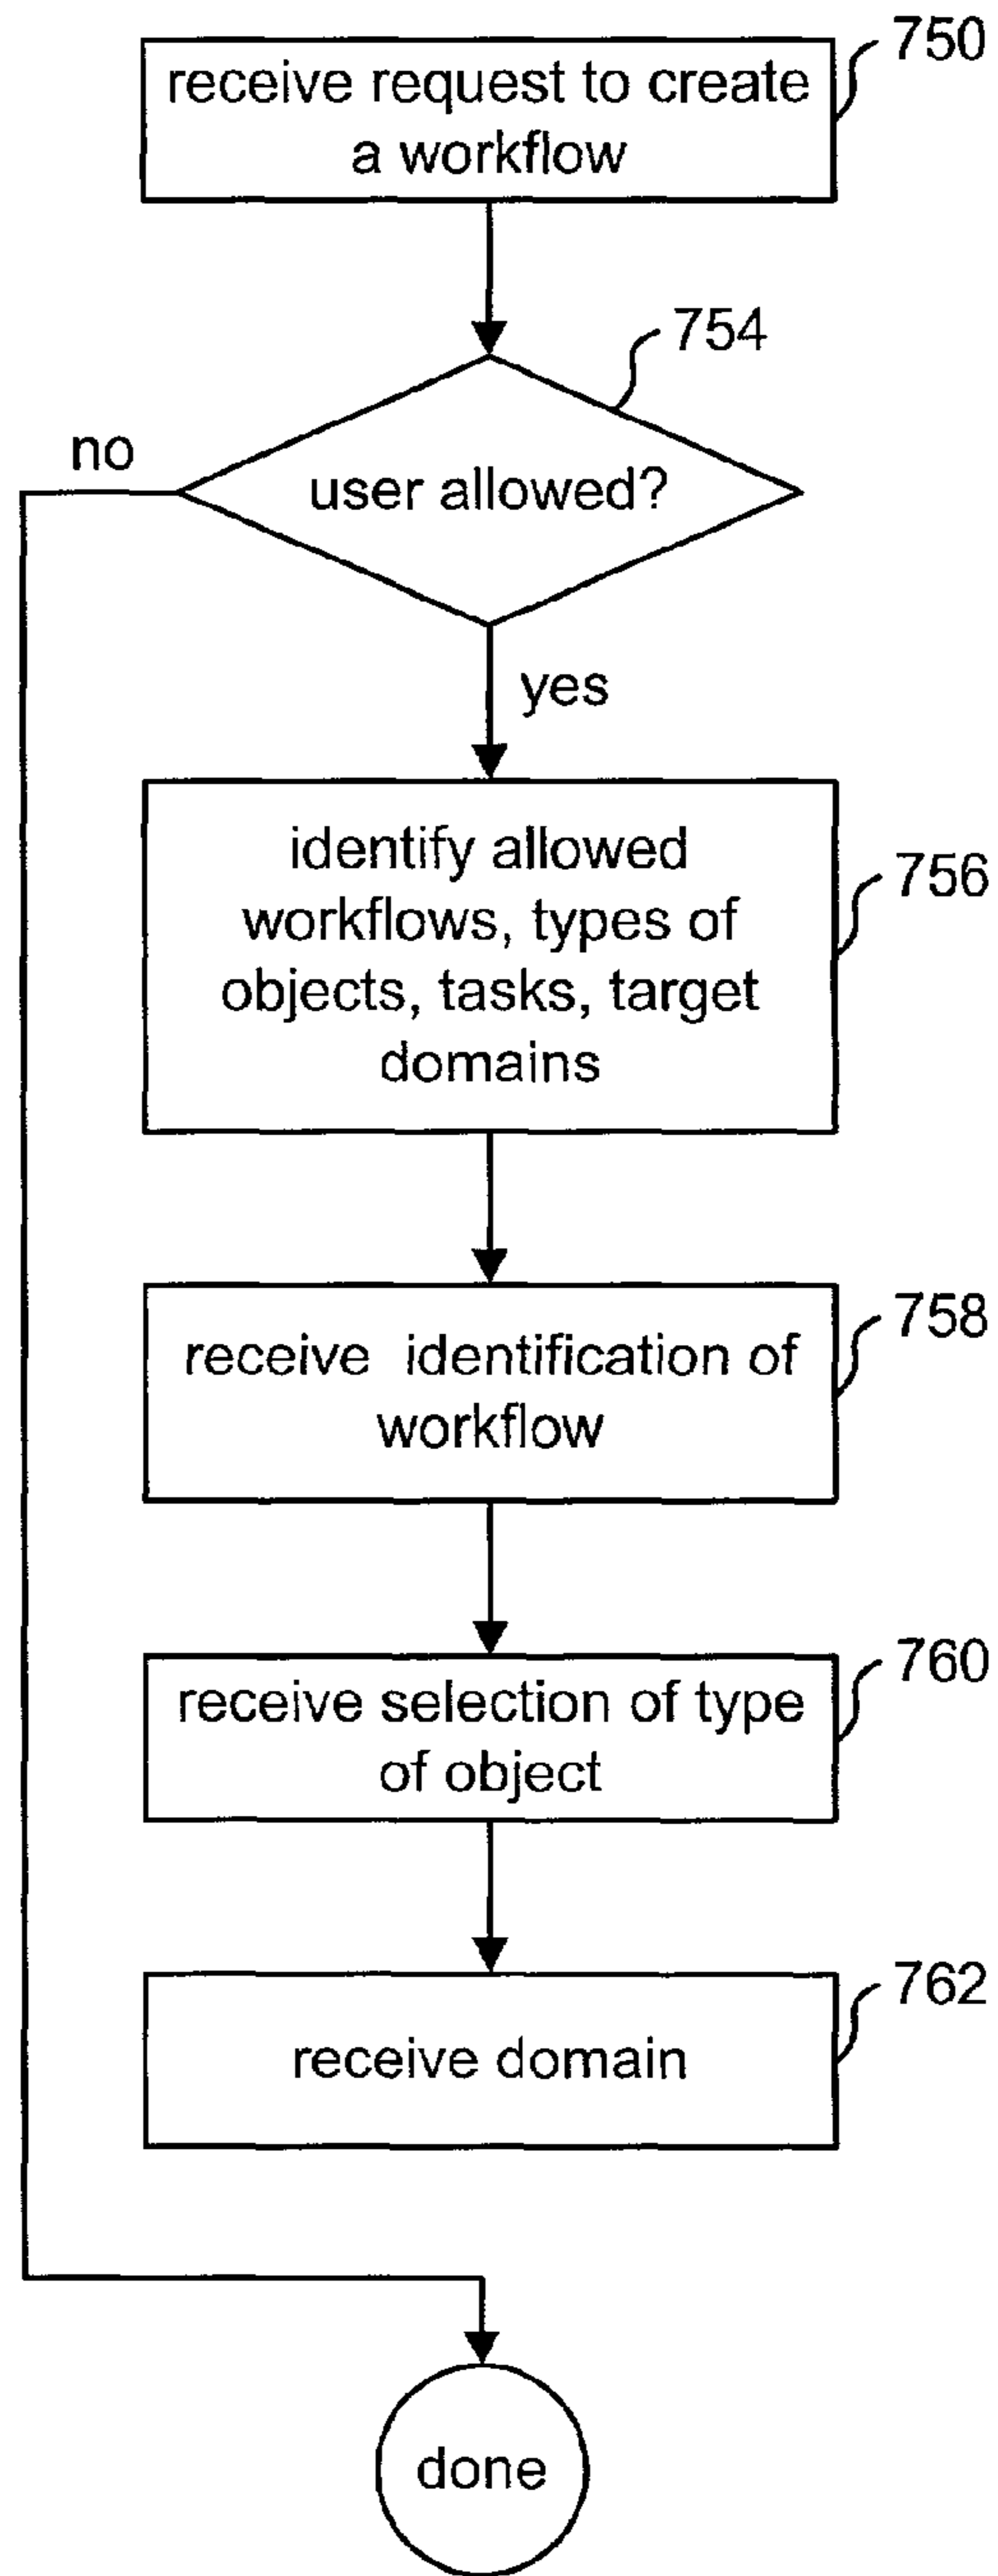 750
receive request to create
a workflow
754
no
user allowed?
yes
identify allowed
workflows, types of
objects, tasks, target
domains
756
receive identification of
workflow
758
receive selection of type
of object
760
receive domain
762
done